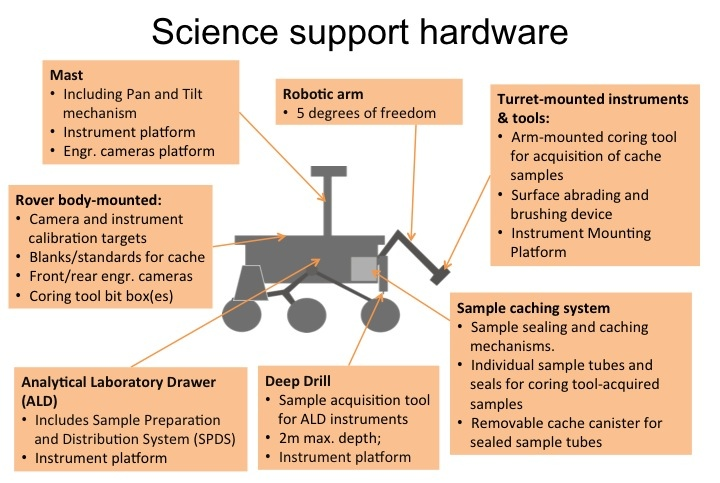 Science support hardware
Mast
• Including Pan and Tilt
mechanism
• Instrument platform
• Engr. cameras platform
Robotic arm
• 5 degrees of freedom
Turret-mounted instruments
& tools:
• Arm-mounted coring tool
for acquisition of cache
samples
• Surface abrading and
brushing device
• Instrument Mounting
Platform
Rover body-mounted:
• Camera and instrument
calibration targets
• Blanks/standards for cache
• Front/rear engr. cameras
• Coring tool bit box(es)
Sample caching system
• Sample sealing and caching
mechanisms.
• Individual sample tubes and
seals for coring tool-acquired
samples
• Removable cache canister for
sealed sample tubes
Analytical Laboratory Drawer
(ALD)
• Includes Sample Preparation
and Distribution System (SPDS)
• Instrument platform
Deep Drill
• Sample acquisition tool
for ALD instruments
• 2m max. depth;
• Instrument platform